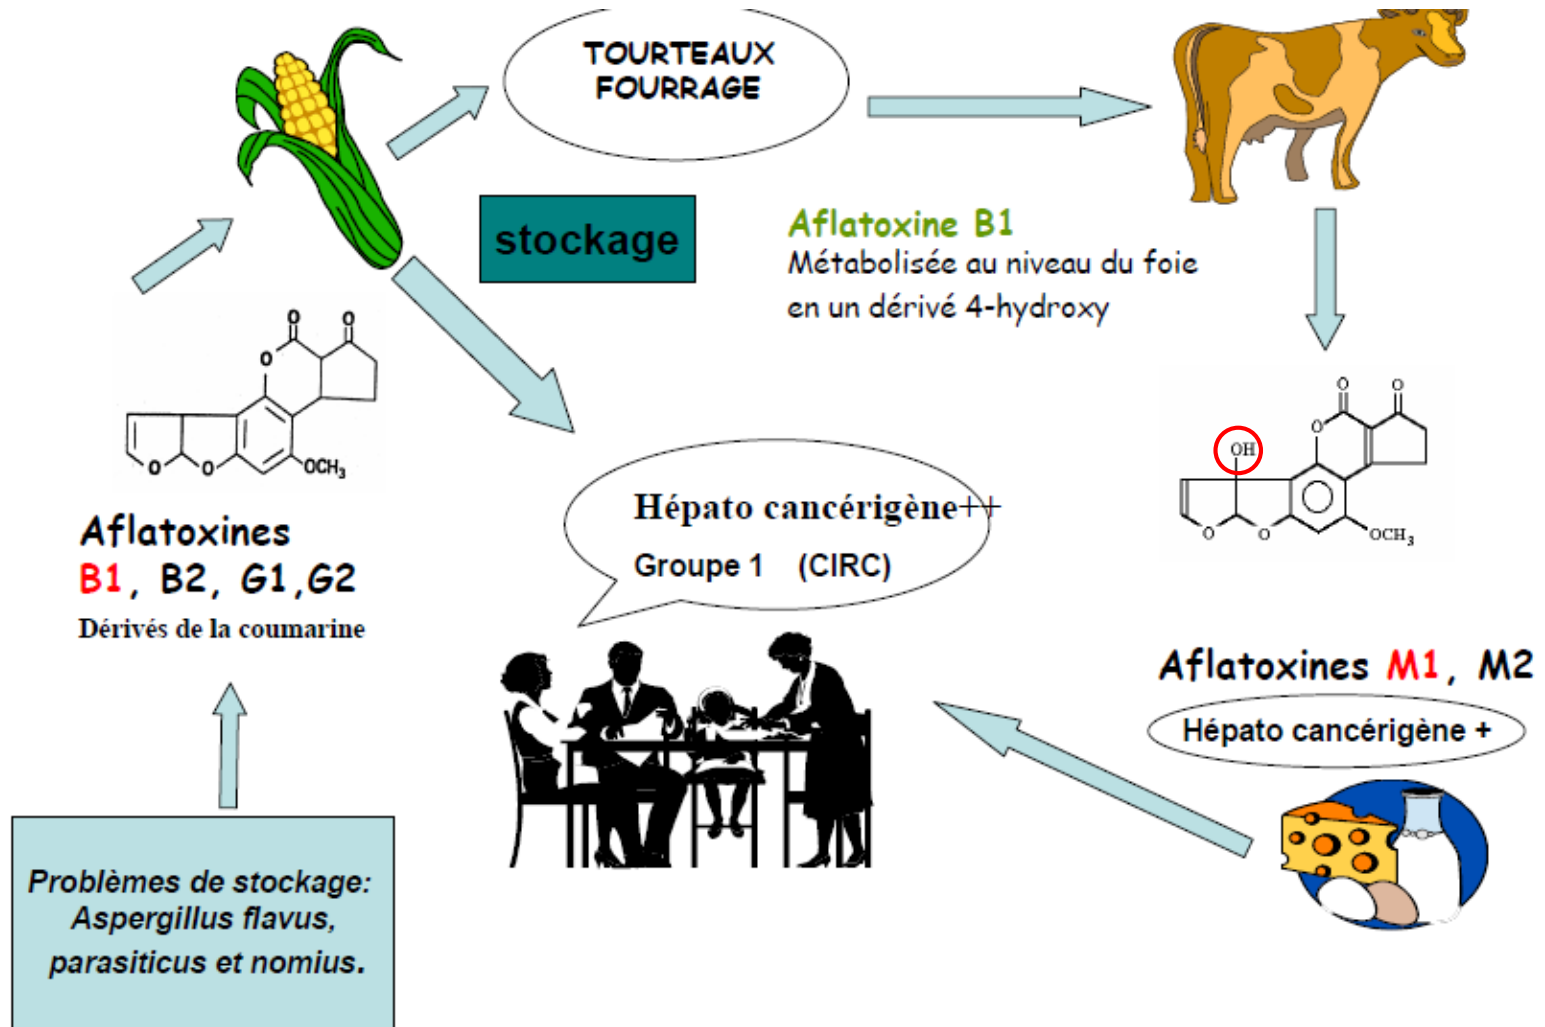 TOURTEAUX
FOURRAGE
stockage
Aflatoxine B1
Métabolisée au niveau du foie
en un dérivé 4-hydroxy
O
O
O
O
O
OCH3
Aflatoxines
B1, B2, G1,G2
Dérivés de la coumarine
Hépato cancérigène++
Groupe 1 (CIRC)
O
O
O
OH
O
O
OCH3
Aflatoxines M1, M2
Hépato cancérigène +
Problèmes de stockage:
Aspergillus flavus,
parasiticus et nomius.